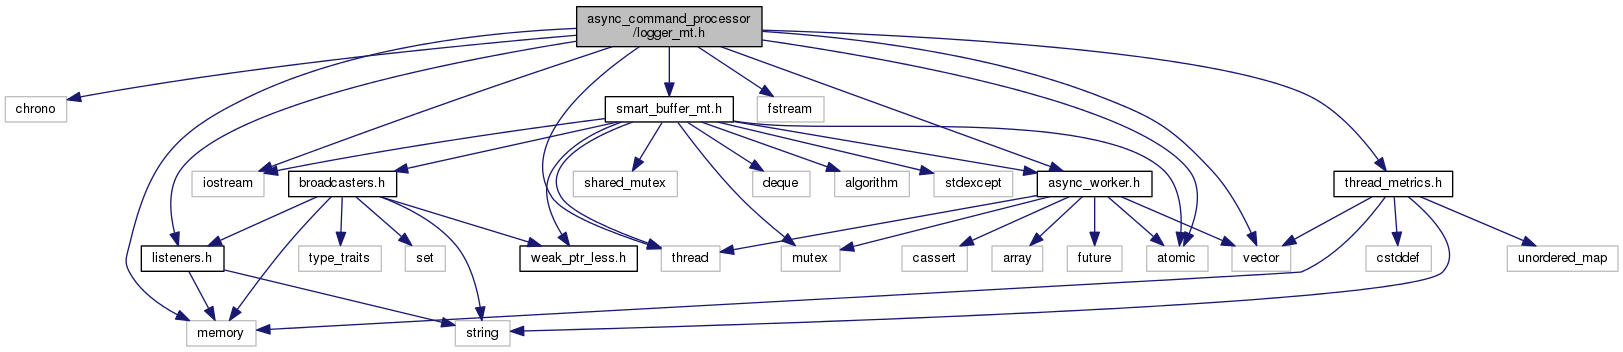 async_command_processor
/logger_mt.h
chrono
smart_buffer_mt.h
fstream
iostream
broadcasters.h
shared_mutex
deque
algorithm
stdexcept
async_worker.h
thread_metrics.h
listeners.h
type_traits
set
weak_ptr_less.h
thread
mutex
cassert
array
future
atomic
vector
cstddef
unordered_map
memory
string